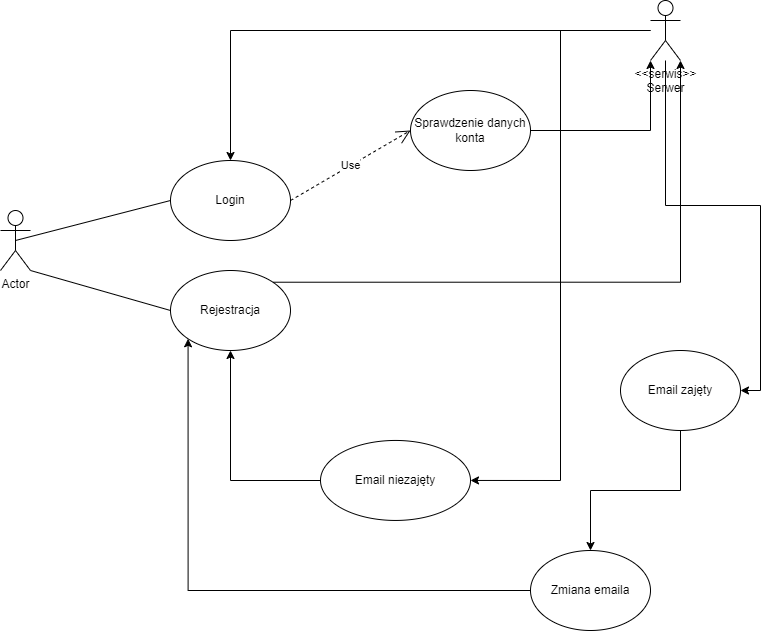 <<serwis>>
Serwer
Sprawdzenie danych
konta
Use
Login
Actor
Rejestracja
Email zajęty
Email niezajęty
Zmiana emaila